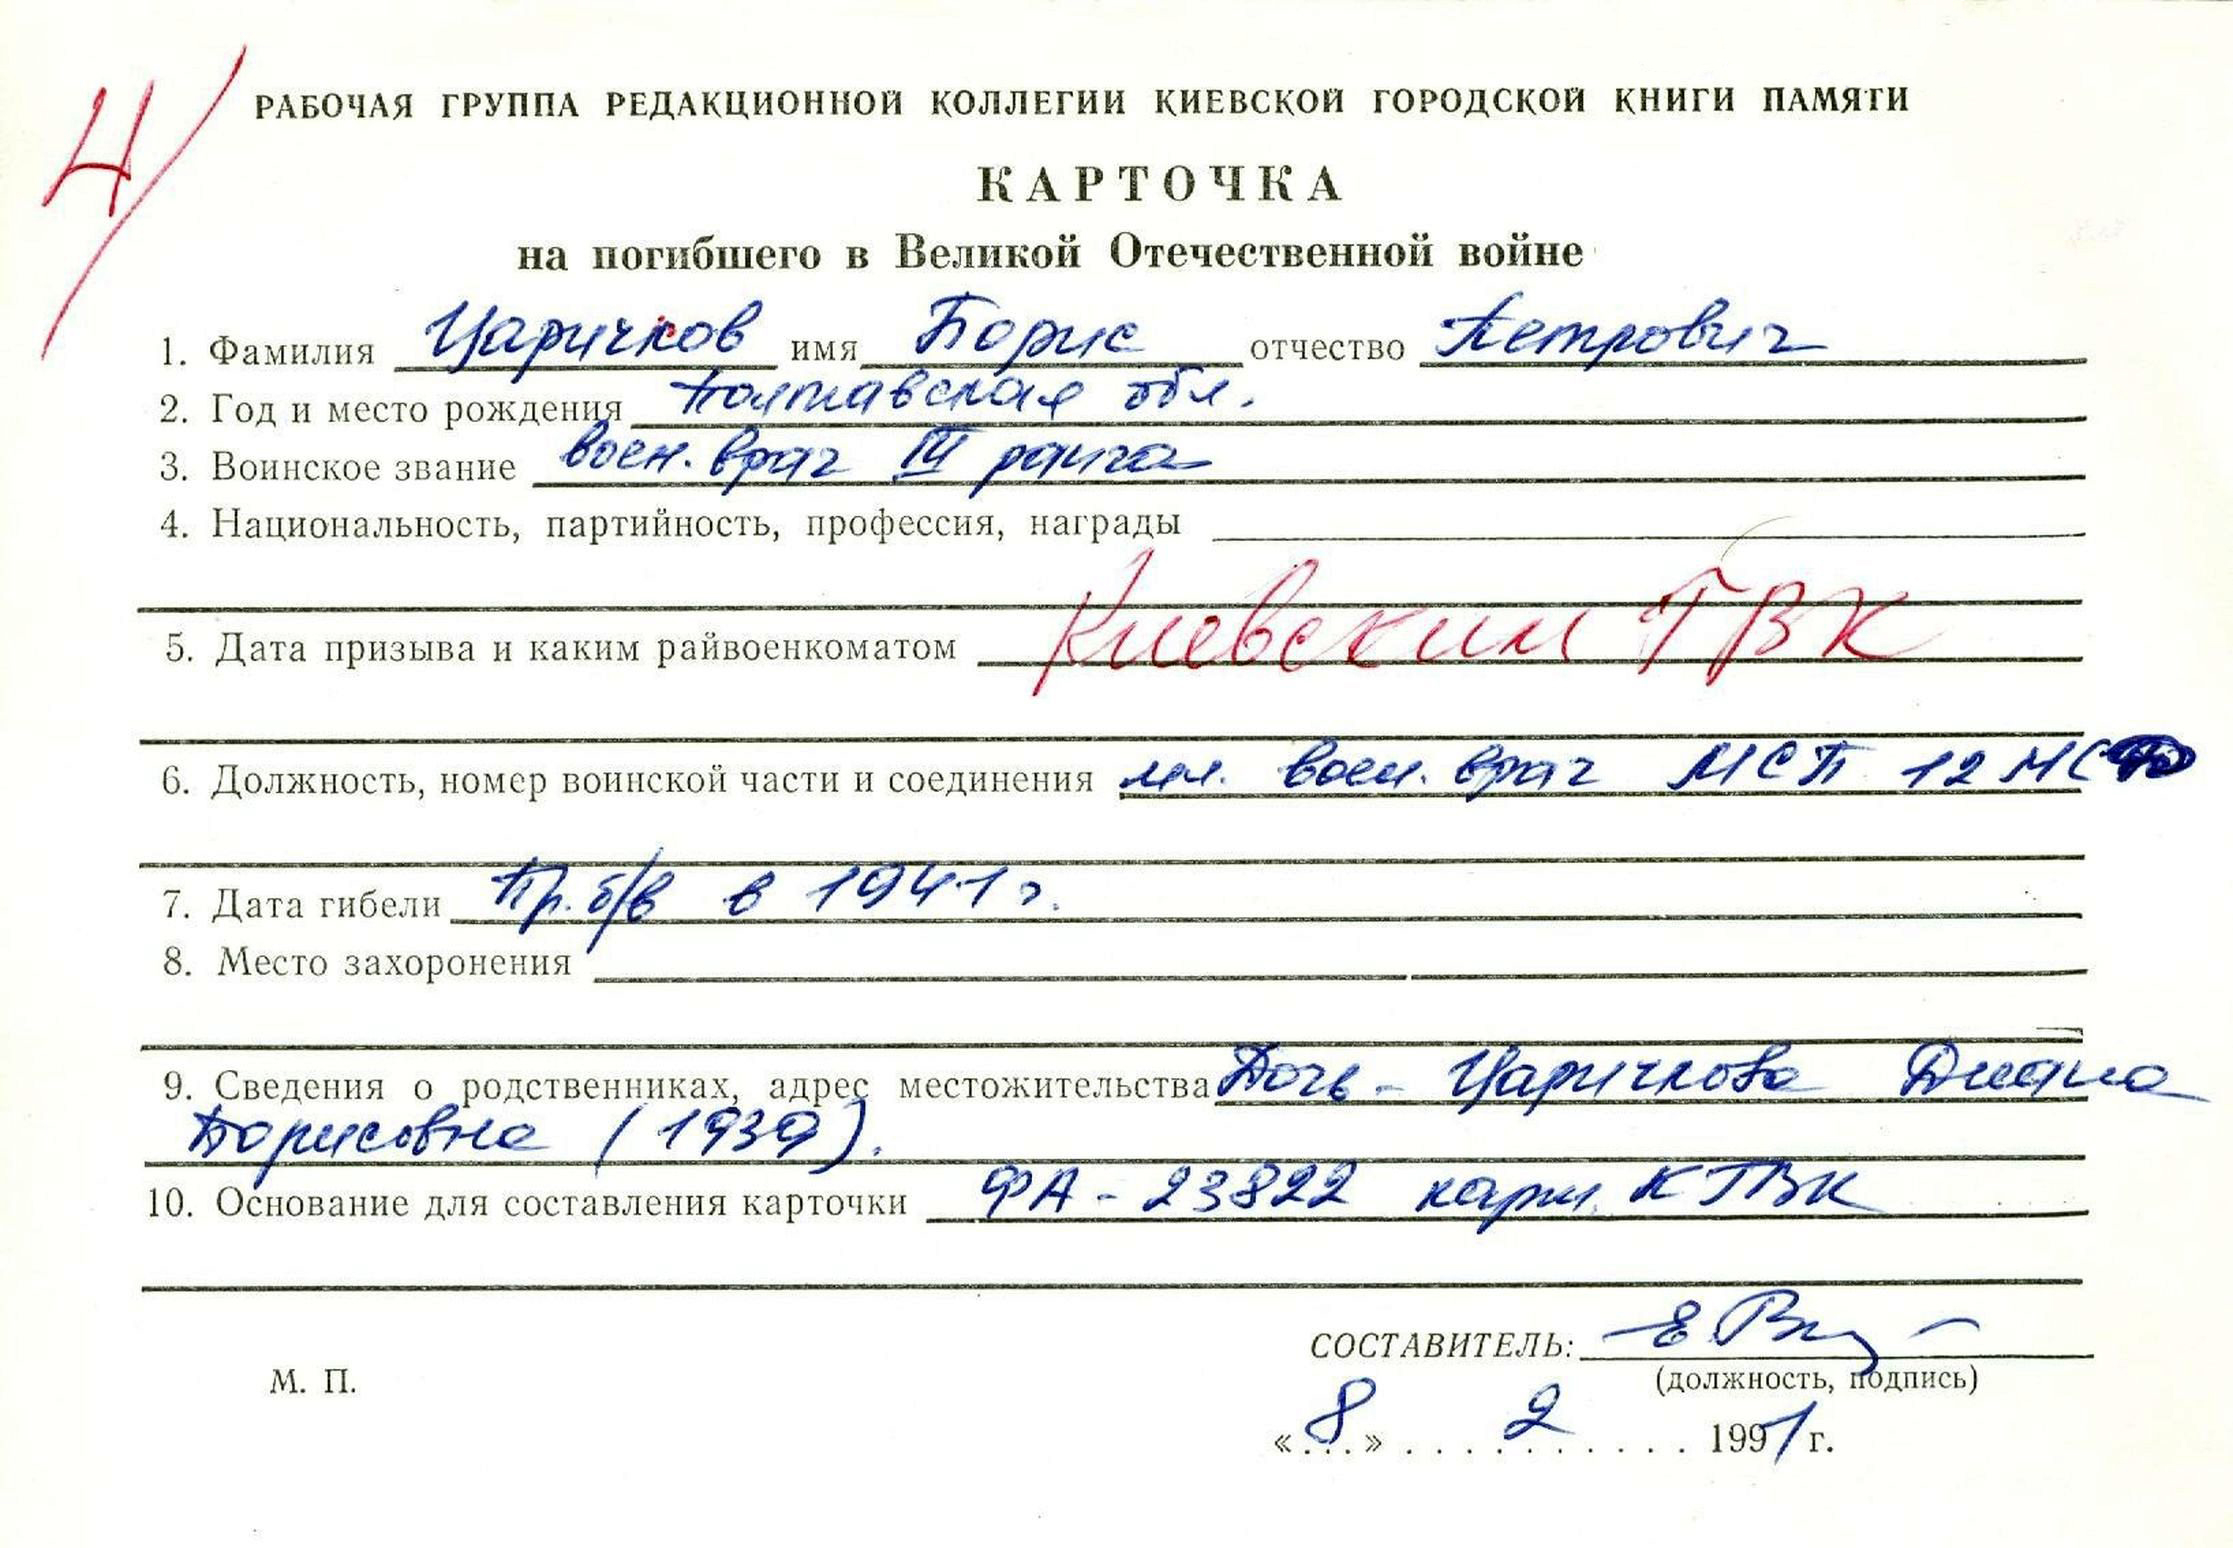 4/
РАБОЧАЯ ГРУППА РЕДАКЦИОННОЙ КОЛЛЕГИИ КИЕВСКОЙ ГОРОДСКОЙ КНИГИ ПАМЯТИ
КАРТОЧКА
на погибшего в Великой Отечественной войне
1. Фамилия Царичков имя Борис отчество Петрович
2. Год и место рождения Полтавская обл.
3. Воинское звание воен. врач III ранга
4. Национальность, партийность, профессия, награды
5. Дата призыва и каким райвоенкоматом Киевским ГВК
6. Должность, номер воинской части и соединения мл. воен. врач МСП 12 МС
7. Дата гибели Пр. б/в в 1941 г.
8. Место захоронения
9. Сведения о родственниках, адрес местожительства Дочь - Царичкова Диана
Борисовна (1939).
10. Основание для составления карточки ФА - 23822 карт. КГВК
СОСТАВИТЕЛЬ:
(должность, подпись)
М. П.
«8» 2 1991 г.